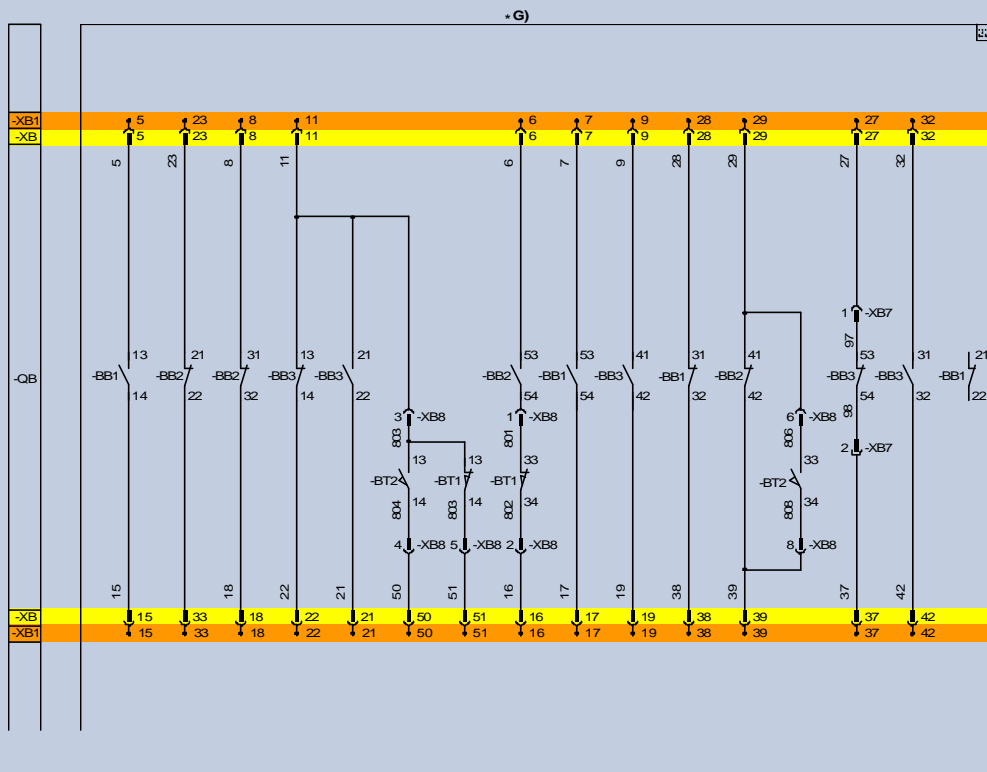 * G)
-XB1 5 23 8 11 6 7 9 28 29 27 32
-XB 5 23 8 11 6 7 9 28 29 27 32
5 23 8 11 6 7 9 28 29 27 32
1 -XB7
97
13 21 31 13 21 53 53 41 31 41 53 31 21
-QB -BB1 -BB2 -BB2 -BB3 -BB3 -BB2 -BB1 -BB3 -BB1 -BB2 -BB3 -BB3 -BB1
14 22 32 14 22 54 54 42 32 42 54 32 22
98
3 -XB8 1 -XB8 6 -XB8
803 801 806
2 -XB7
13 13 33 33
-BT2 -BT1 -BT1 -BT2
14 14 34 34
804 803 802 808
4 -XB8 5 -XB8 2 -XB8 8 -XB8
15 18 22 21 50 51 16 17 19 38 39 37 42
-XB 15 33 18 22 21 50 51 16 17 19 38 39 37 42
-XB1 15 33 18 22 21 50 51 16 17 19 38 39 37 42